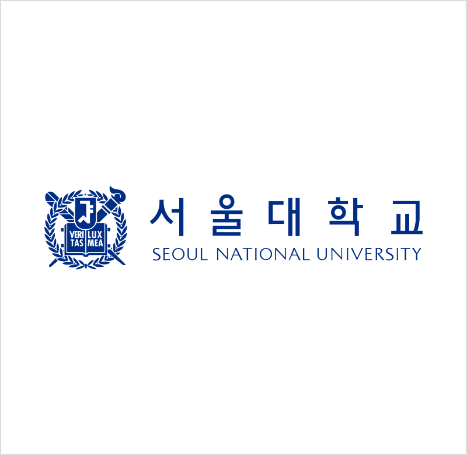 VERI LUX
TAS MEA
서울대학교
SEOUL NATIONAL UNIVERSITY